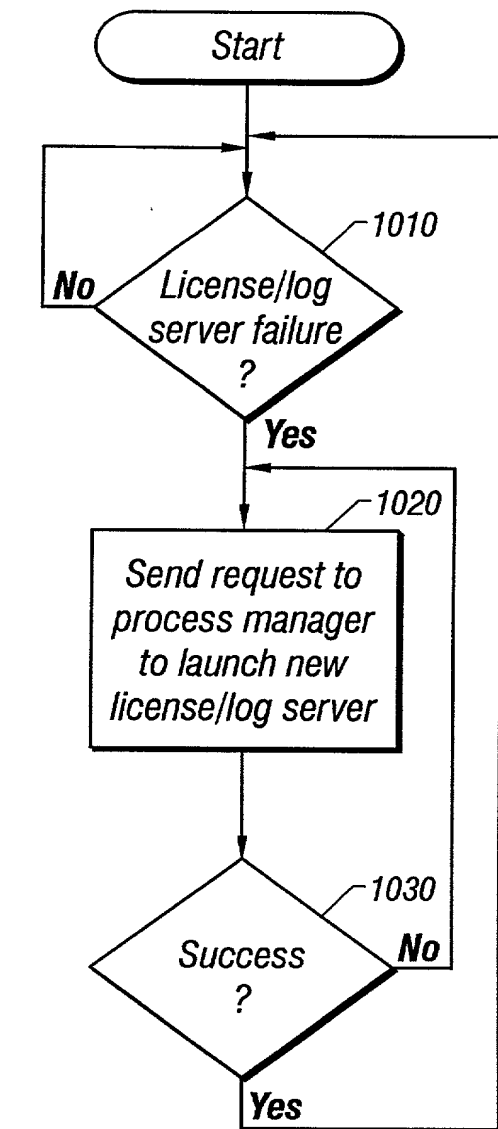 Start
1010
No
License/log
server failure
?
Yes
1020
Send request to
process manager
to launch new
license/log server
1030
Success
?
No
Yes